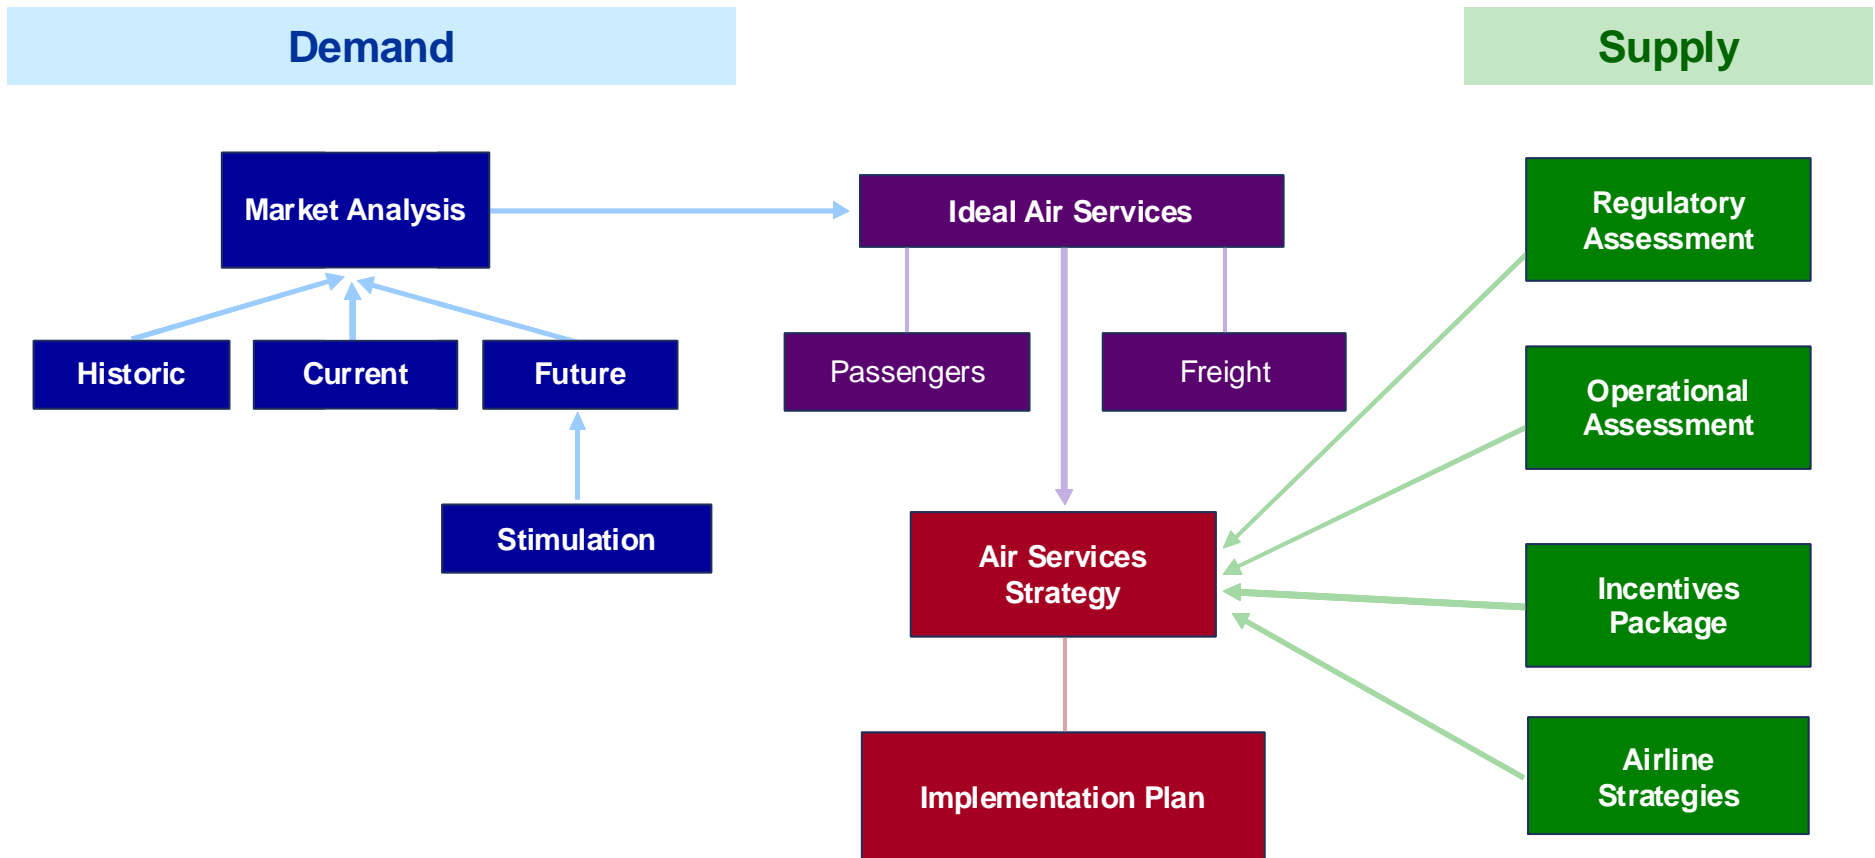 Demand
Supply
Market Analysis
Ideal Air Services
Regulatory
Assessment
Historic
Current
Future
Passengers
Freight
Operational
Assessment
Stimulation
Air Services
Strategy
Incentives
Package
Implementation Plan
Airline
Strategies